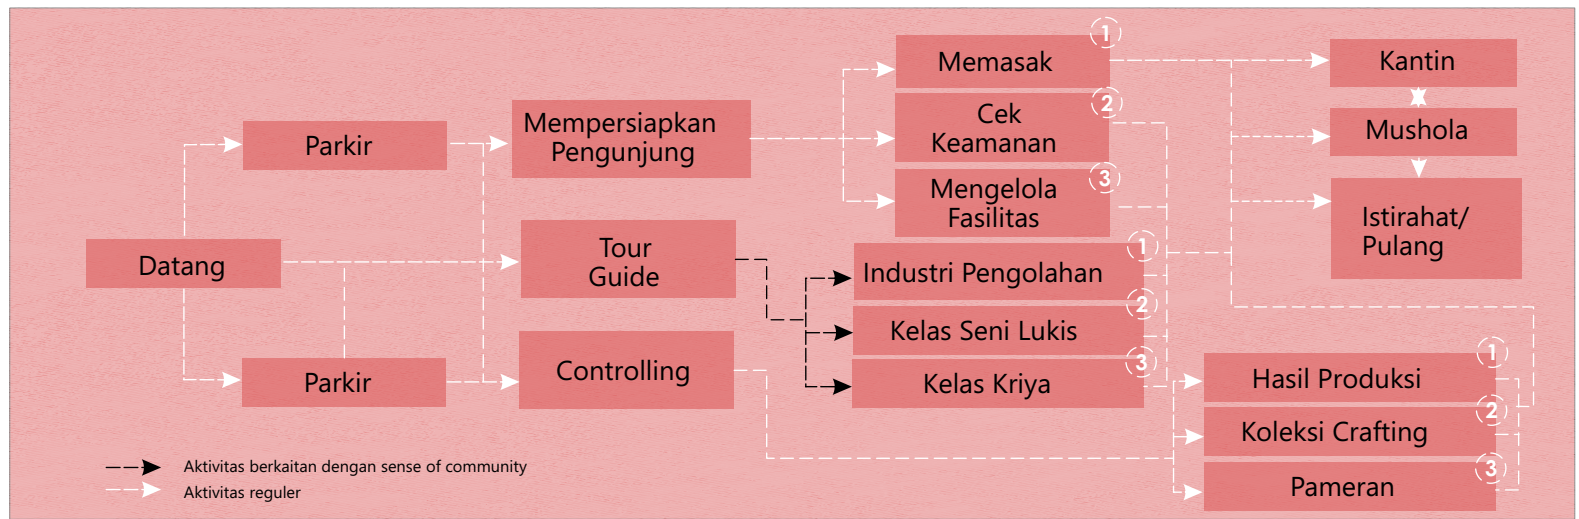 Datang
Parkir
Parkir
Mempersiapkan
Pengunjung
Tour
Guide
Controlling
Memasak
1
Cek
Keamanan
2
Mengelola
Fasilitas
3
Industri Pengolahan
1
Kelas Seni Lukis
2
Kelas Kriya
3
Kantin
Mushola
Istirahat/
Pulang
Hasil Produksi
1
Koleksi Crafting
2
Pameran
3
Aktivitas berkaitan dengan sense of community
Aktivitas reguler